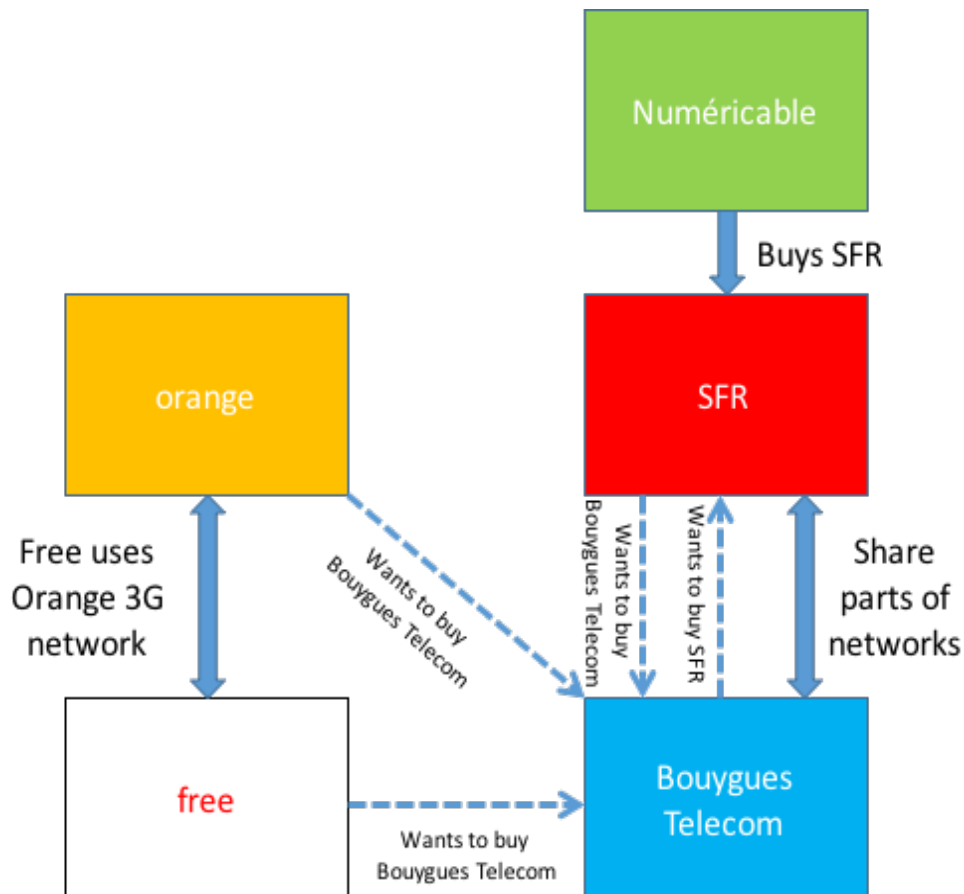 Numéricable
Buys SFR
orange
SFR
Free uses
Orange 3G
network
Wants to buy
Bouygues Telecom
Wants to buy
Bouygues Telecom
Wants to buy SFR
Share
parts of
networks
free
Wants to buy
Bouygues Telecom
Bouygues
Telecom